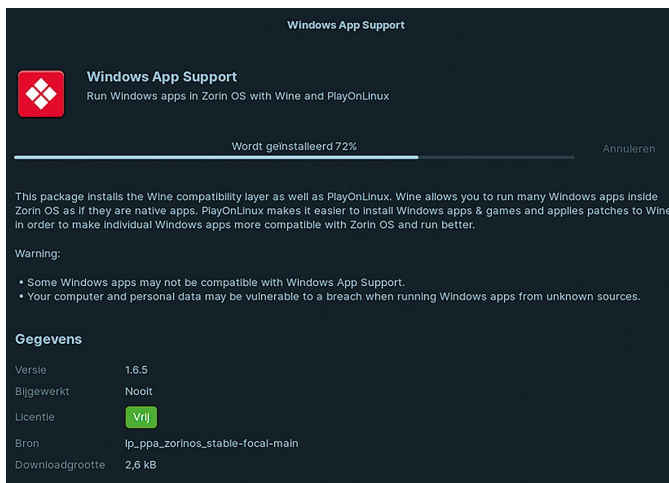 Windows App Support
Windows App Support
Run Windows apps in Zorin OS with Wine and PlayOnLinux
Wordt geïnstalleerd 72%
Annuleren
This package installs the Wine compatibility layer as well as PlayOnLinux. Wine allows you to run many Windows apps inside
Zorin OS as if they are native apps. PlayOnLinux makes it easier to install Windows apps & games and applies patches to Wine
in order to make individual Windows apps more compatible with Zorin OS and run better.
Warning:
• Some Windows apps may not be compatible with Windows App Support.
• Your computer and personal data may be vulnerable to a breach when running Windows apps from unknown sources.
Gegevens
Versie 1.6.5
Bijgewerkt Nooit
Licentie Vrij
Bron lp_ppa_zorinos_stable-focal-main
Downloadgrootte 2,6 kB